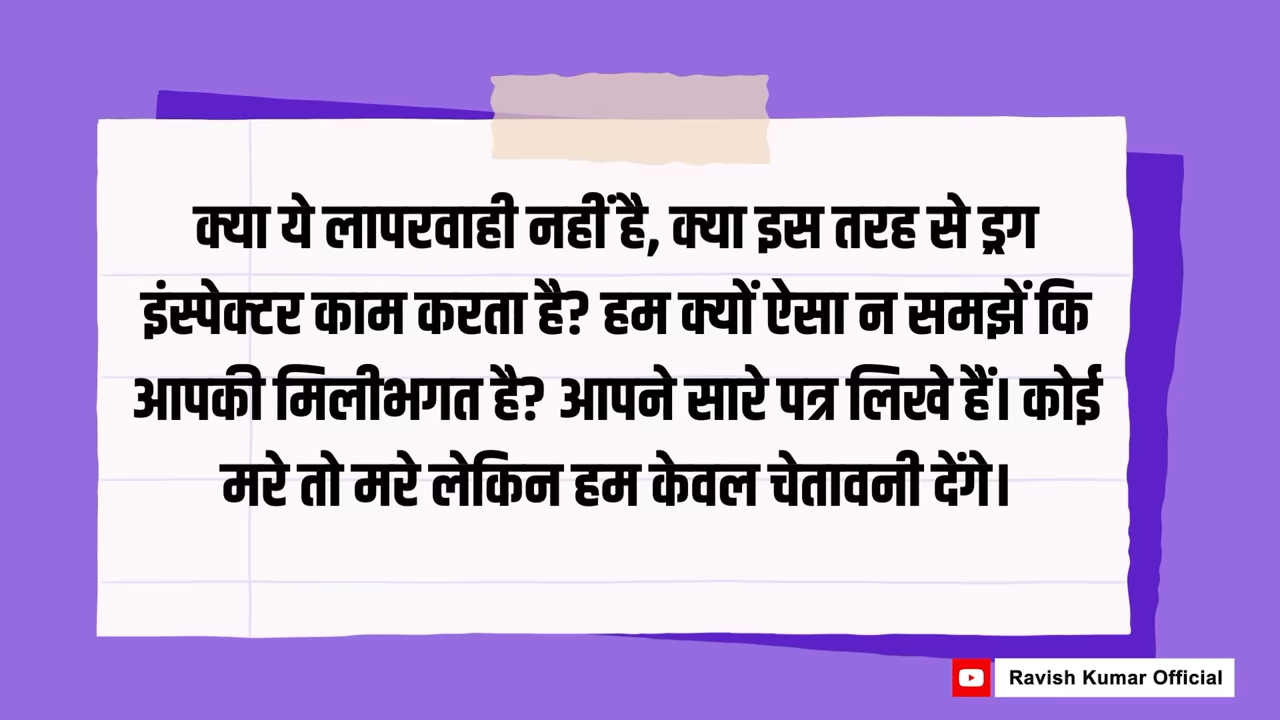 क्या ये लापरवाही नहीं है, क्या इस तरह से ड्रग
इंस्पेक्टर काम करता है? हम क्यों ऐसा न समझें कि
आपकी मिलीभगत है? आपने सारे पत्र लिखे हैं। कोई
मरे तो मरे लेकिन हम केवल चेतावनी देंगे।
Ravish Kumar Official